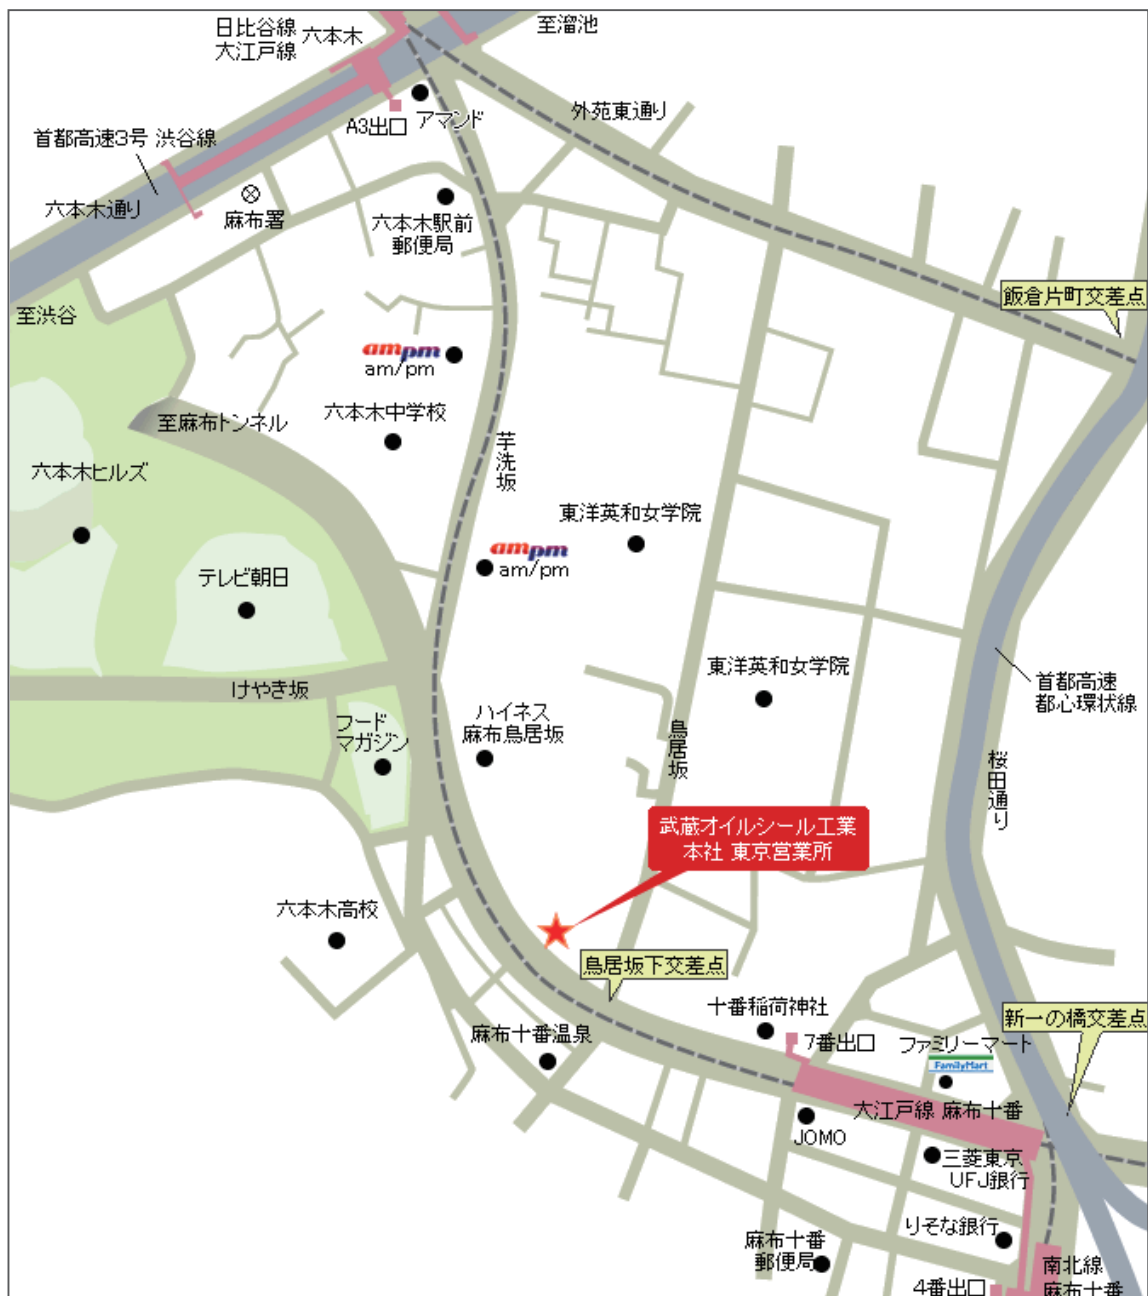 日比谷線
大江戸線
六本木
至溜池
外苑東通り
アマンド
A3出口
首都高速3号 渋谷線
六本木通り
麻布署
六本木駅前
郵便局
飯倉片町交差点
至渋谷
ampm
am/pm
六本木中学校
至麻布トンネル
芋洗坂
六本木ヒルズ
東洋英和女学院
ampm
am/pm
テレビ朝日
東洋英和女学院
首都高速
都心環状線
けやき坂
ハイネス
麻布鳥居坂
フード
マガジン
鳥居坂
桜田通り
武蔵オイルシール工業
本社 東京営業所
六本木高校
鳥居坂下交差点
十番稲荷神社
新一の橋交差点
麻布十番温泉
7番出口
ファミリーマート
FamilyMart
大江戸線 麻布十番
JOMO
三菱東京
UFJ銀行
りそな銀行
麻布十番
郵便局
南北線
麻布十番
4番出口